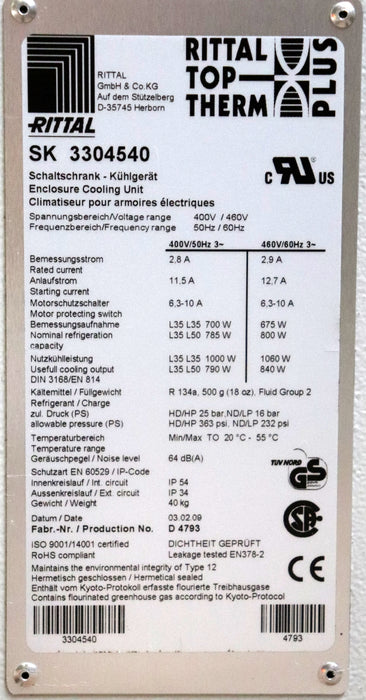 RITTAL
GmbH & Co.KG
Auf dem Stützelberg
D-35745 Herborn
RITTAL
RITTAL
TOP
THERM
PLUS
SK 3304540
Schaltschrank - Kühlgerät
Enclosure Cooling Unit
Climatiseur pour armoires électriques
C RU US
Spannungsbereich/Voltage range 400V / 460V
Frequenzbereich/Frequency range 50Hz / 60Hz
400V/50Hz 3~ 460V/60Hz 3~
Bemessungsstrom 2,8 A 2,9 A
Rated current
Anlaufstrom 11,5 A 12,7 A
Starting current
Motorschutzschalter 6,3-10 A 6,3-10 A
Motor protecting switch
Bemessungsaufnahme L35 L35 700 W 675 W
Nominal refrigeration L35 L50 785 W 800 W
capacity
Nutzkühlleistung L35 L35 1000 W 1060 W
Usefull cooling output L35 L50 790 W 840 W
DIN 3168/EN 814
Kältemittel / Füllgewicht R 134a, 500 g (18 oz), Fluid Group 2
Refrigerant / Charge
zul. Druck (PS) HD/HP 25 bar, ND/LP 16 bar
allowable pressure (PS) HD/HP 363 psi, ND/LP 232 psi
Temperaturbereich Min/Max TO 20 °C - 55 °C
Temperature range
Geräuschpegel / Noise level 64 dB(A)
Schutzart EN 60529 / IP-Code
Innenkreislauf / Int. circuit IP 54
Aussenkreislauf / Ext. circuit IP 34
Gewicht / Weight 40 kg
TUV NORD
GS
Datum / Date 03.02.09
Fabr.-Nr. / Production No. D 4793
ISO 9001/14001 certified DICHTHEIT GEPRÜFT
RoHS compliant Leakage tested EN378-2
Maintains the environmental integrity of Type 12
Hermetisch geschlossen / Hermetical sealed
Enthält vom Kyoto-Protokoll erfasste flourierte Treibhausgase
Contains flourinated greenhouse gas according to Kyoto-Protocol
CE
3304540 4793